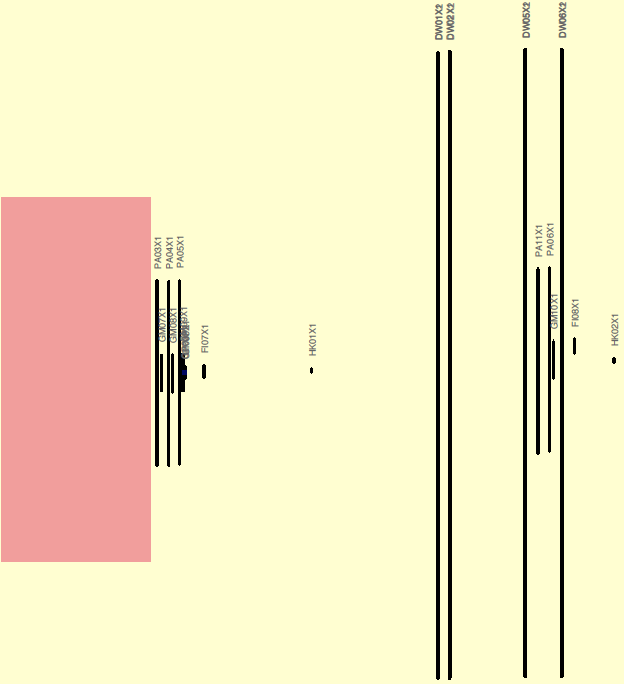 DW01X2
DW02X2
DW05X2
DW06X2
PA03X1
PA04X1
PA05X1
PA11X1
PA06X1
GM07X1
GM08X1
GM10X1
FI07X1
FI08X1
HK01X1
HK02X1